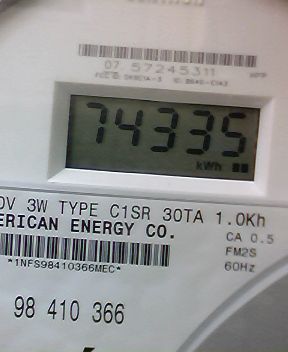 07 57245311
74335
kWh
0V 3W TYPE C1SR 30TA 1.0Kh
ERICAN ENERGY CO.
CA 0.5
FM2S
*1NFS98410366MEC*
60Hz
98 410 366